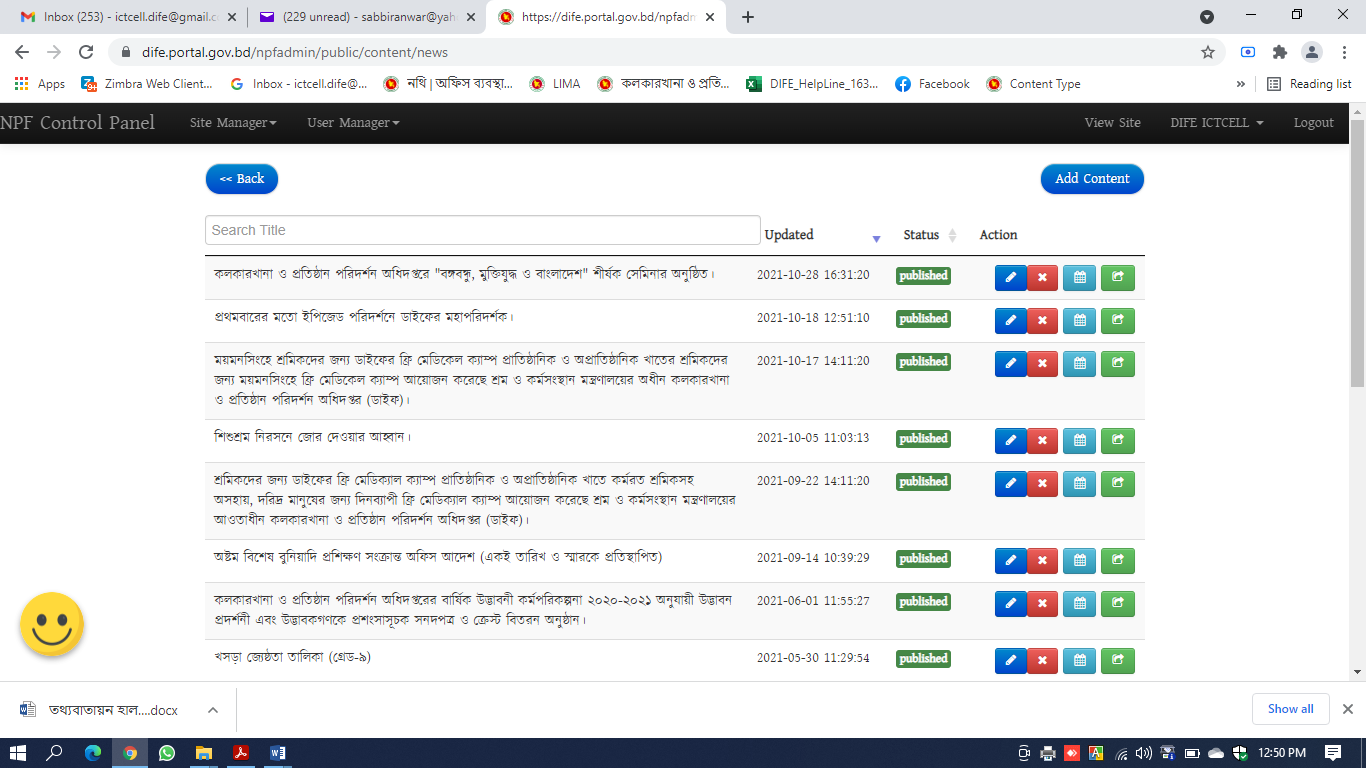 Inbox (253) - ictcell.dife@gmail.c
(229 unread) - sabbiranwar@yah
https://dife.portal.gov.bd/npfadm
dife.portal.gov.bd/npfadmin/public/content/news
Apps
Zimbra Web Client...
Inbox - ictcell.dife@...
নথি | অফিস ব্যবস্থা...
LIMA
কলকারখানা ও প্রতি...
DIFE_HelpLine_163...
Facebook
Content Type
»
Reading list
NPF Control Panel
Site Manager
User Manager
View Site
DIFE ICTCELL
Logout
<< Back
Add Content
Search Title
Updated
Status
Action
কলকারখানা ও প্রতিষ্ঠান পরিদর্শন অধিদপ্তরে "বঙ্গবন্ধু, মুক্তিযুদ্ধ ও বাংলাদেশ" শীর্ষক সেমিনার অনুষ্ঠিত।
2021-10-28 16:31:20
published
প্রথমবারের মতো ইপিজেড পরিদর্শনে ডাইফের মহাপরিদর্শক।
2021-10-18 12:51:10
published
ময়মনসিংহে শ্রমিকদের জন্য ডাইফের ফ্রি মেডিকেল ক্যাম্প প্রাতিষ্ঠানিক ও অপ্রাতিষ্ঠানিক খাতের শ্রমিকদের
জন্য ময়মনসিংহে ফ্রি মেডিকেল ক্যাম্প আয়োজন করেছে শ্রম ও কর্মসংস্থান মন্ত্রণালয়ের অধীন কলকারখানা
ও প্রতিষ্ঠান পরিদর্শন অধিদপ্তর (ডাইফ)।
2021-10-17 14:11:20
published
শিশুশ্রম নিরসনে জোর দেওয়ার আহ্বান।
2021-10-05 11:03:13
published
শ্রমিকদের জন্য ডাইফের ফ্রি মেডিক্যাল ক্যাম্প প্রাতিষ্ঠানিক ও অপ্রাতিষ্ঠানিক খাতে কর্মরত শ্রমিকসহ
অসহায়, দরিদ্র মানুষের জন্য দিনব্যাপী ফ্রি মেডিক্যাল ক্যাম্প আয়োজন করেছে শ্রম ও কর্মসংস্থান মন্ত্রণালয়ের
আওতাধীন কলকারখানা ও প্রতিষ্ঠান পরিদর্শন অধিদপ্তর (ডাইফ)।
2021-09-22 14:11:20
published
অষ্টম বিশেষ বুনিয়াদি প্রশিক্ষণ সংক্রান্ত অফিস আদেশ (একই তারিখ ও স্মারকে প্রতিস্থাপিত)
2021-09-14 10:39:29
published
কলকারখানা ও প্রতিষ্ঠান পরিদর্শন অধিদপ্তরের বার্ষিক উদ্ভাবনী কর্মপরিকল্পনা ২০২০-২০২১ অনুযায়ী উদ্ভাবন
প্রদর্শনী এবং উদ্ভাবকগণকে প্রশংসাসূচক সনদপত্র ও ক্রেস্ট বিতরন অনুষ্ঠান।
2021-06-01 11:55:27
published
খসড়া জ্যেষ্ঠতা তালিকা (গ্রেড-৯)
2021-05-30 11:29:54
published
তথ্যবাতায়ন হাল....docx
Show all
12:50 PM